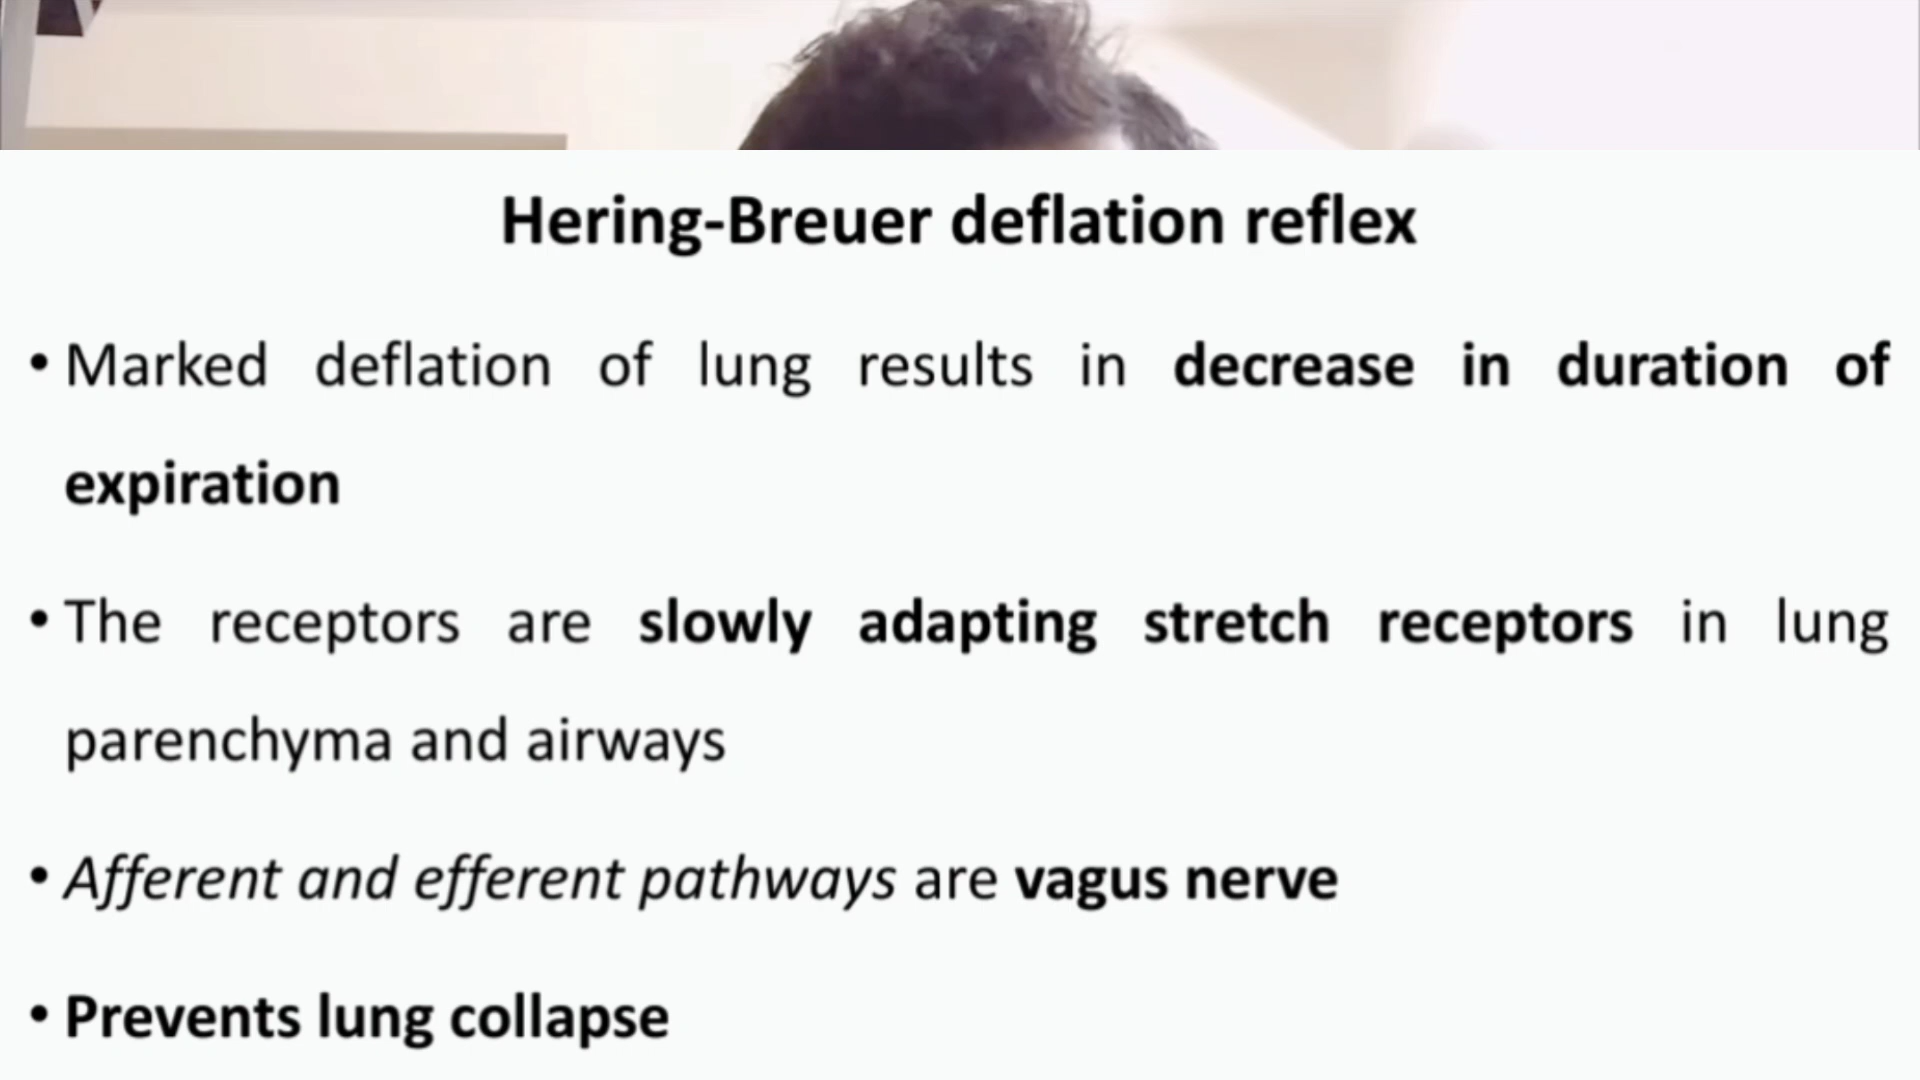 Hering-Breuer deflation reflex
• Marked deflation of lung results in decrease in duration of
expiration
• The receptors are slowly adapting stretch receptors in lung
parenchyma and airways
• Afferent and efferent pathways are vagus nerve
• Prevents lung collapse